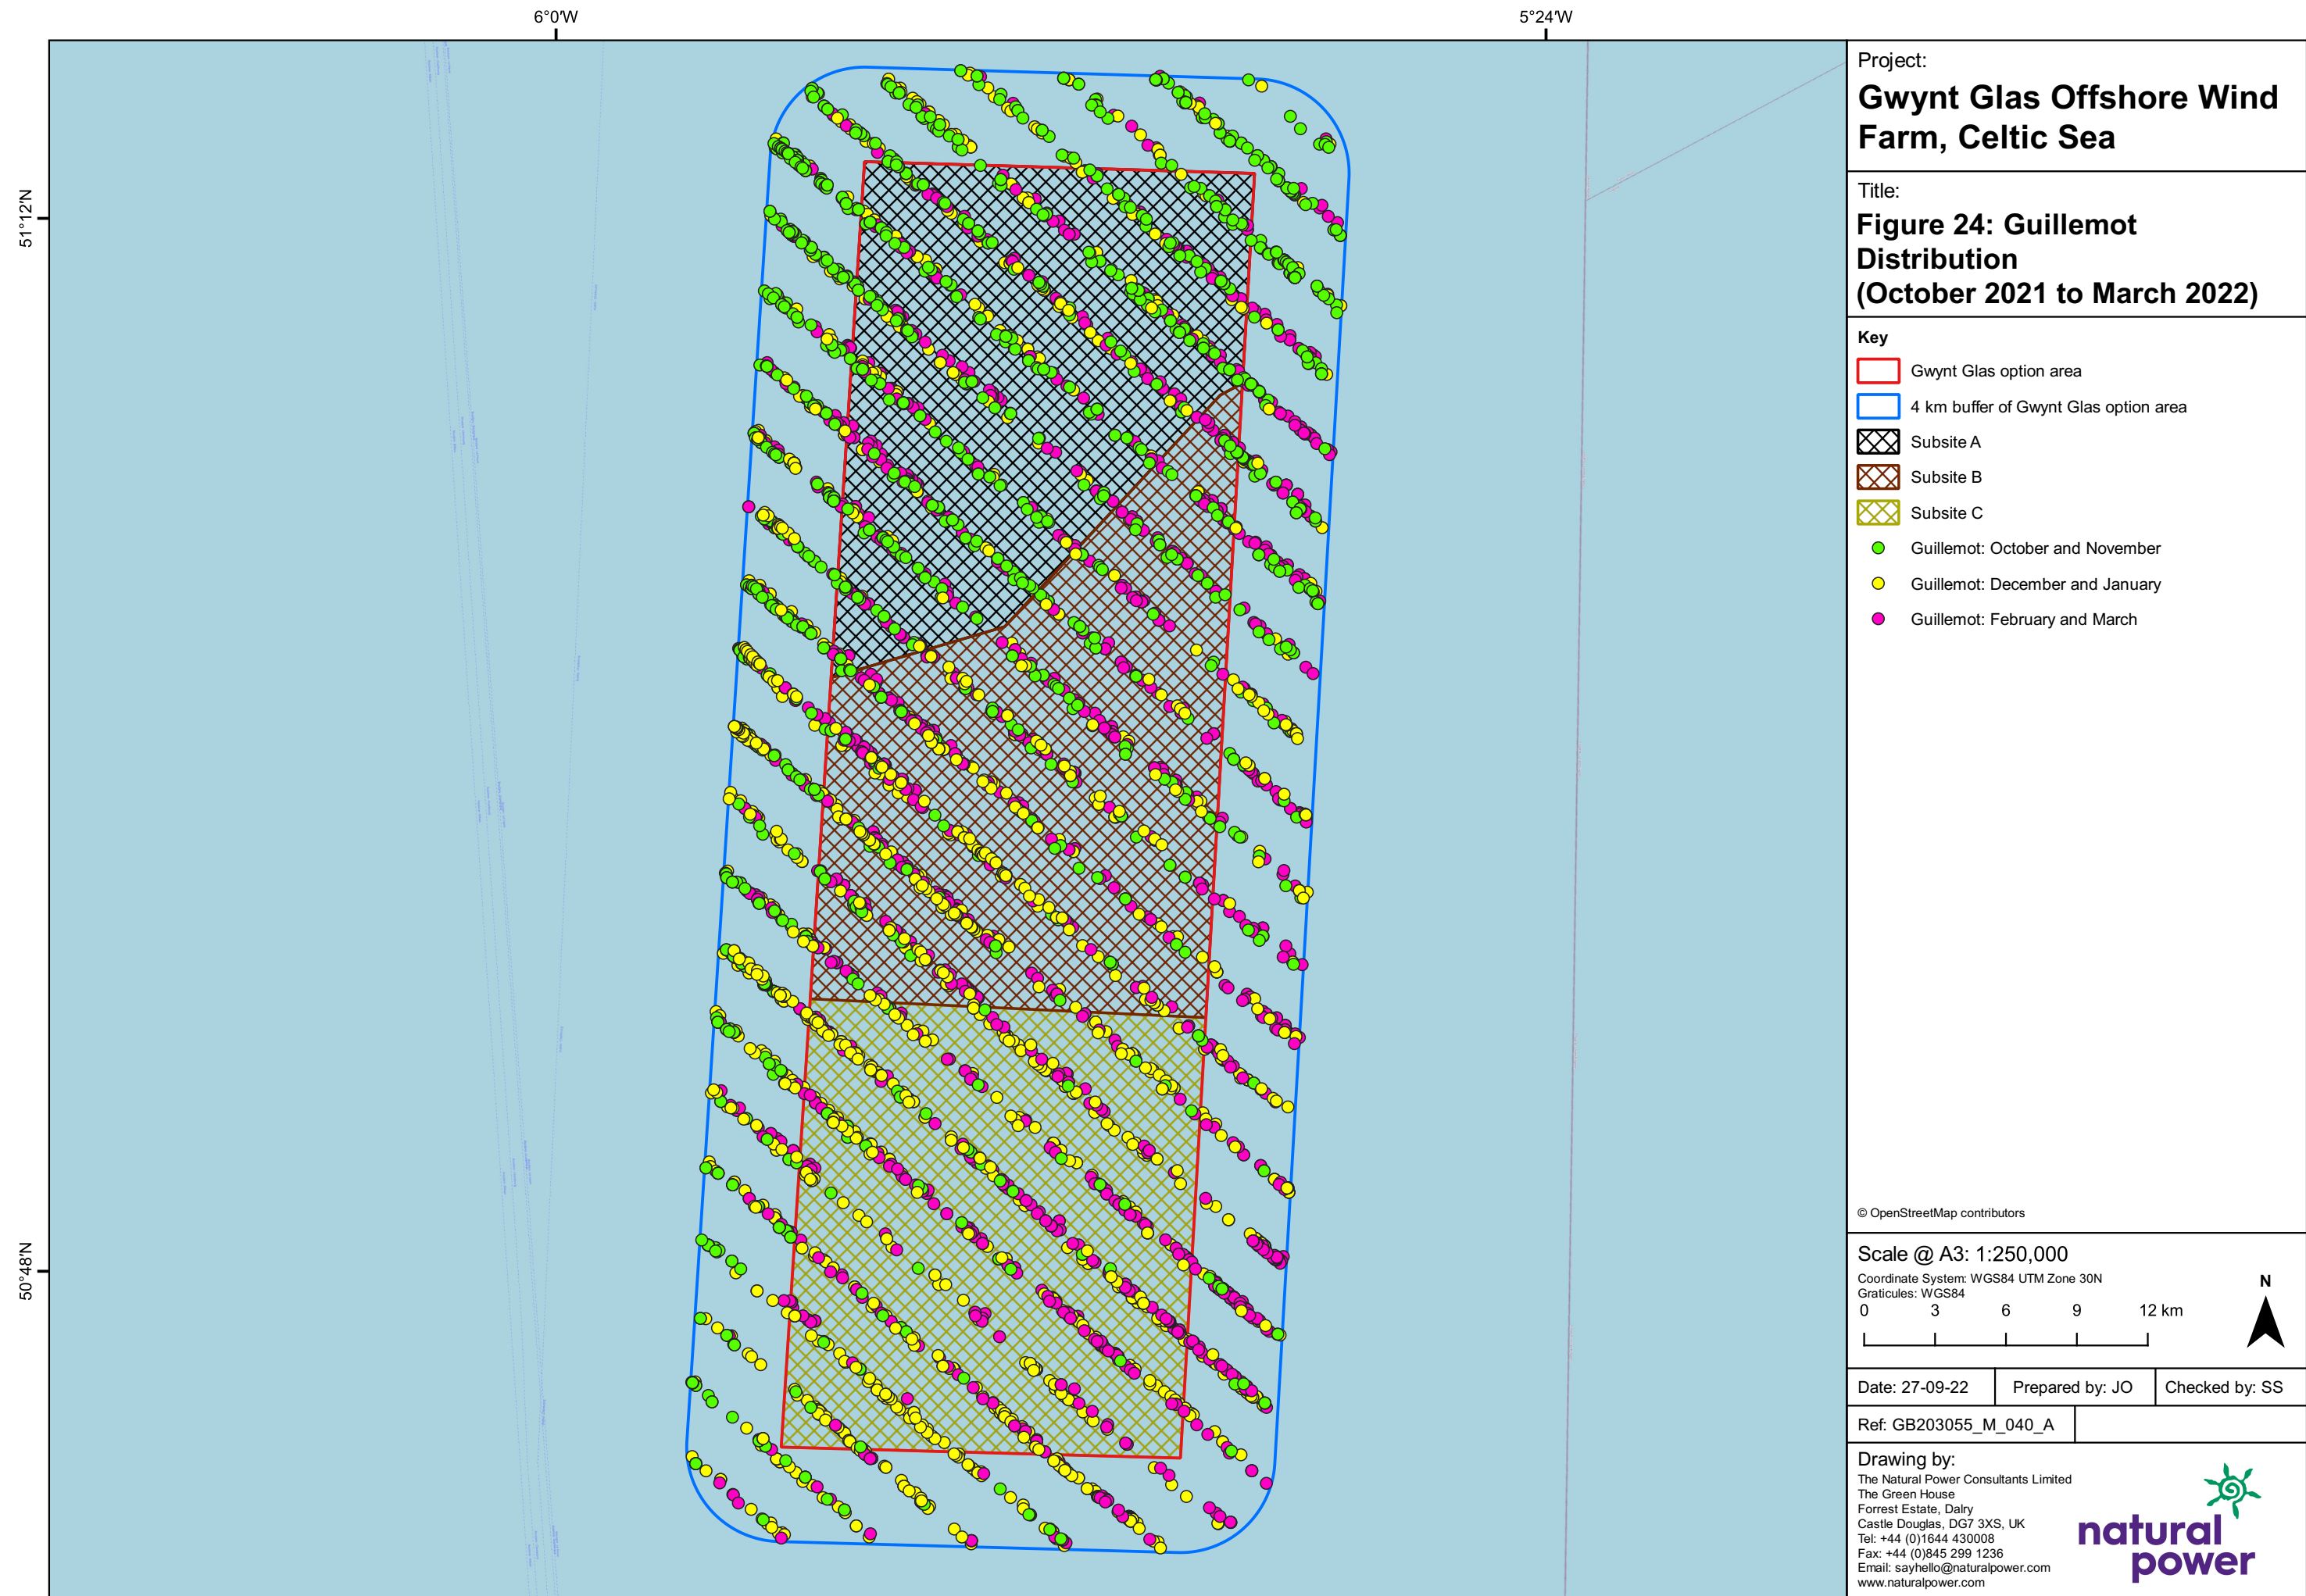 6°0'W
5°24'W
51°12'N
50°48'N
Project:
Gwynt Glas Offshore Wind
Farm, Celtic Sea
Title:
Figure 24: Guillemot
Distribution
(October 2021 to March 2022)
Key
Gwynt Glas option area
4 km buffer of Gwynt Glas option area
Subsite A
Subsite B
Subsite C
Guillemot: October and November
Guillemot: December and January
Guillemot: February and March
© OpenStreetMap contributors
Scale @ A3: 1:250,000
Coordinate System: WGS84 UTM Zone 30N
Graticules: WGS84
N
0 3 6 9 12 km
Date: 27-09-22
Prepared by: JO
Checked by: SS
Ref: GB203055_M_040_A
Drawing by:
The Natural Power Consultants Limited
The Green House
Forrest Estate, Dalry
Castle Douglas, DG7 3XS, UK
Tel: +44 (0)1644 430008
Fax: +44 (0)845 299 1236
Email: sayhello@naturalpower.com
www.naturalpower.com
natural
power